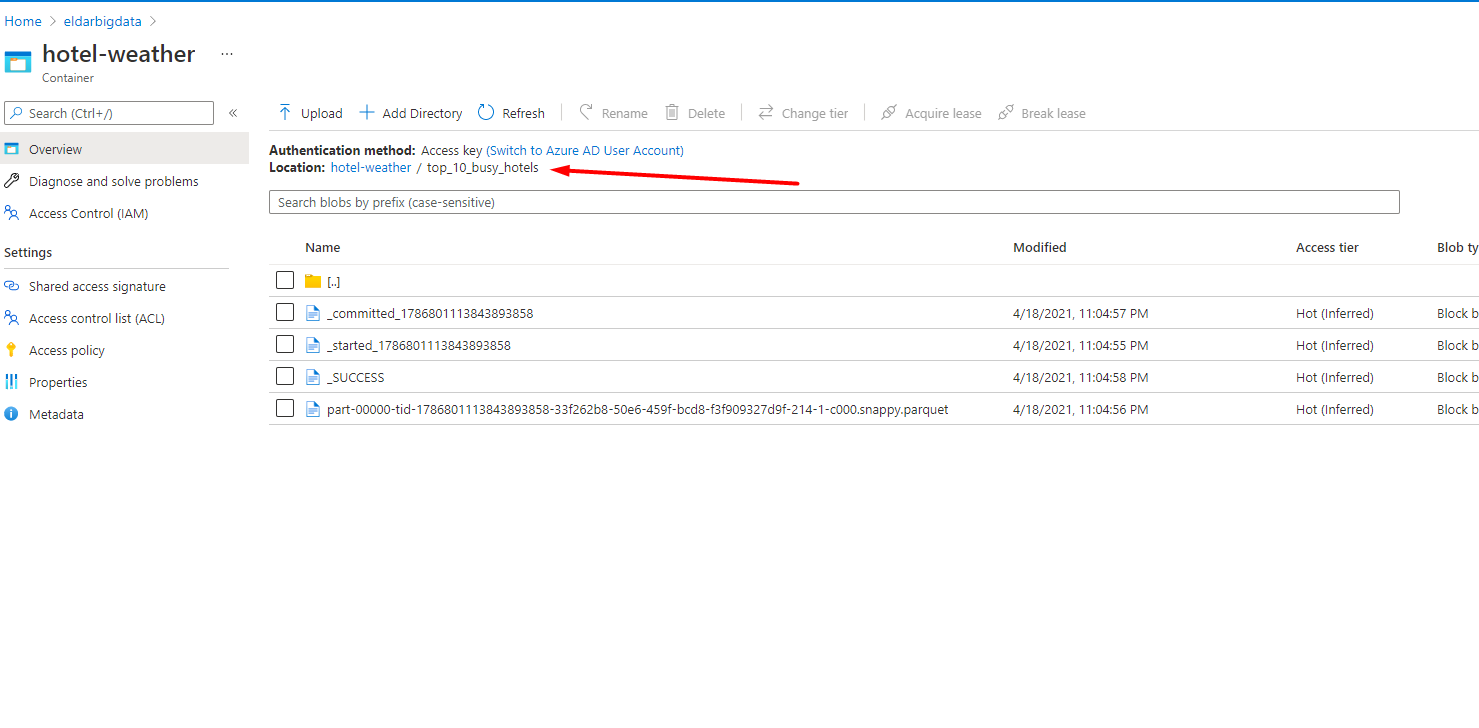 Home > eldarbigdata >
hotel-weather ...
Container
Search (Ctrl+/) «
Overview
Diagnose and solve problems
Access Control (IAM)
Settings
Shared access signature
Access control list (ACL)
Access policy
Properties
Metadata
Upload Add Directory Refresh Rename Delete Change tier Acquire lease Break lease
Authentication method: Access key (Switch to Azure AD User Account)
Location: hotel-weather / top_10_busy_hotels
Search blobs by prefix (case-sensitive)
Name Modified Access tier Blob ty
[..]
_committed_1786801113843893858 4/18/2021, 11:04:57 PM Hot (Inferred) Block b
_started_1786801113843893858 4/18/2021, 11:04:55 PM Hot (Inferred) Block b
_SUCCESS 4/18/2021, 11:04:58 PM Hot (Inferred) Block b
part-00000-tid-1786801113843893858-33f262b8-50e6-459f-bcd8-f3f909327d9f-214-1-c000.snappy.parquet 4/18/2021, 11:04:56 PM Hot (Inferred) Block b